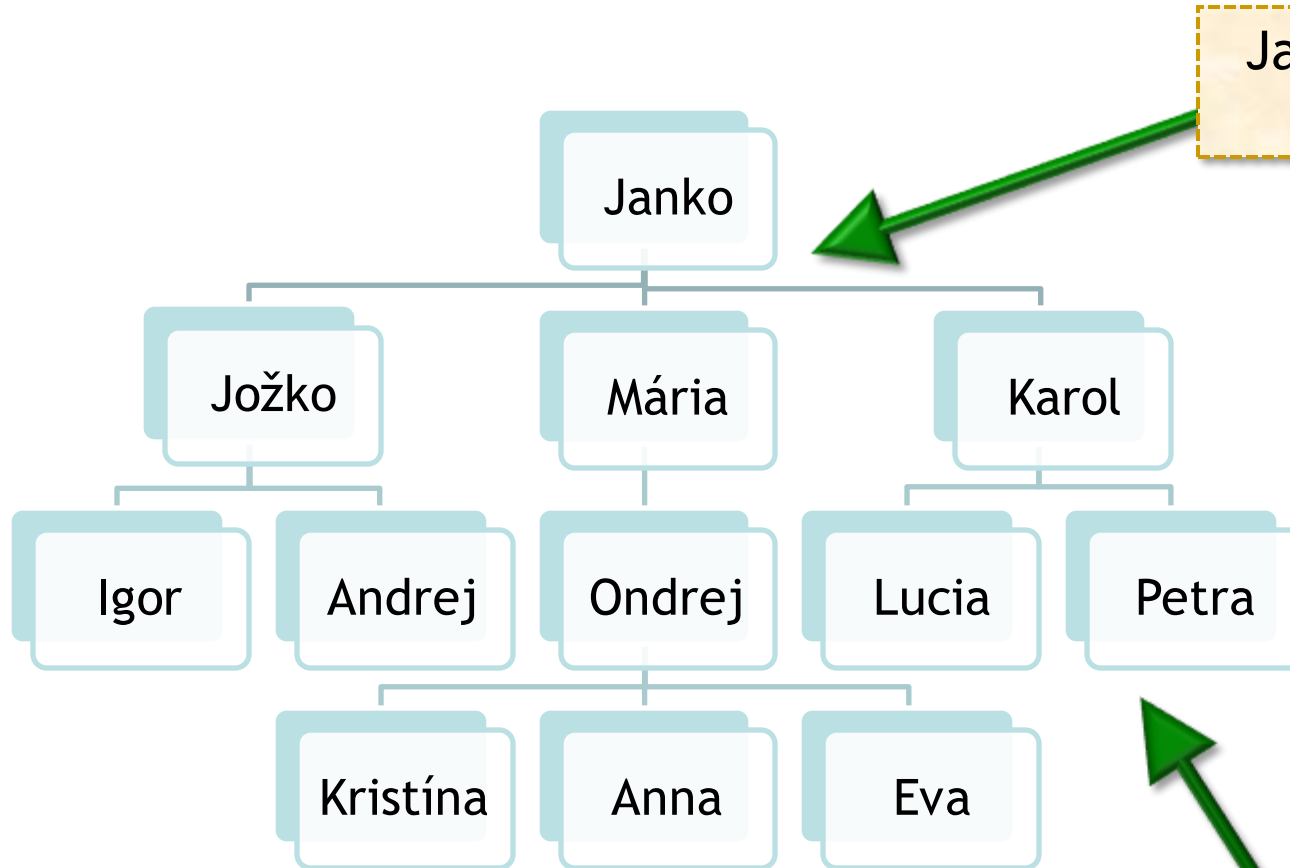 Janko
Jožko
Mária
Karol
Igor
Andrej
Ondrej
Lucia
Petra
Kristína
Anna
Eva